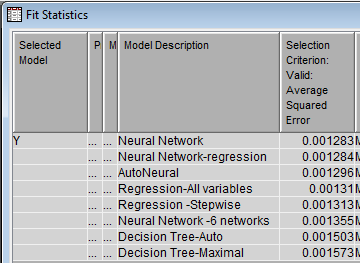 Fit Statistics
Selected Model P M Model Description Selection Criterion: Valid: Average Squared Error
Y ... ... Neural Network 0.001283M
... ... Neural Network-regression 0.001284M
... ... AutoNeural 0.001296M
... ... Regression-All variables 0.00131M
... ... Regression -Stepwise 0.001313M
... ... Neural Network -6 networks 0.001355M
... ... Decision Tree-Auto 0.001503M
... ... Decision Tree-Maximal 0.001573M